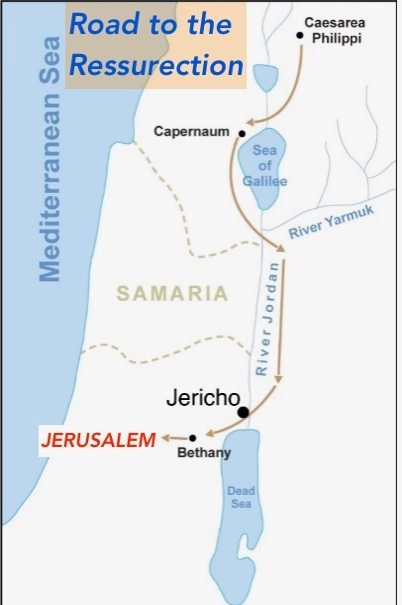 Road to the
Ressurection
Caesarea
Philippi
Mediterranean Sea
Capernaum
Sea
of
Galilee
River Yarmuk
SAMARIA
River Jordan
Jericho
JERUSALEM
Bethany
Dead
Sea